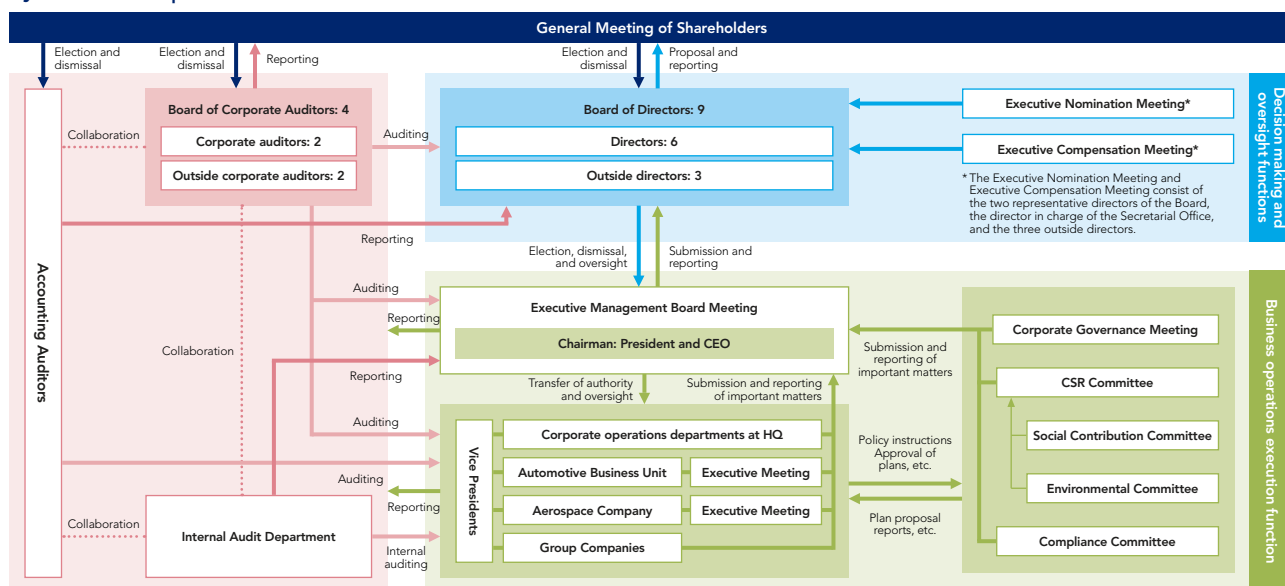 General Meeting of Shareholders
Election and
dismissal
Election and
dismissal
Reporting
Election and
dismissal
Proposal and
reporting
Accounting Auditors
Collaboration
Board of Corporate Auditors: 4
Corporate auditors: 2
Outside corporate auditors: 2
Auditing
Board of Directors: 9
Directors: 6
Outside directors: 3
Executive Nomination Meeting*
Executive Compensation Meeting*
* The Executive Nomination Meeting and
Executive Compensation Meeting consist of
the two representative directors of the Board,
the director in charge of the Secretarial Office,
and the three outside directors.
Decision making and
oversight functions
Reporting
Election, dismissal,
and oversight
Submission and
reporting
Auditing
Reporting
Collaboration
Reporting
Executive Management Board Meeting
Chairman: President and CEO
Submission and
reporting of
important matters
Transfer of authority
and oversight
Submission and reporting
of important matters
Auditing
Auditing
Reporting
Vice Presidents
Corporate operations departments at HQ
Automotive Business Unit
Executive Meeting
Aerospace Company
Executive Meeting
Group Companies
Policy instructions
Approval of
plans, etc.
Plan proposal
reports, etc.
Corporate Governance Meeting
CSR Committee
Social Contribution Committee
Environmental Committee
Compliance Committee
Business operations execution function
Collaboration
Internal Audit Department
Internal
auditing